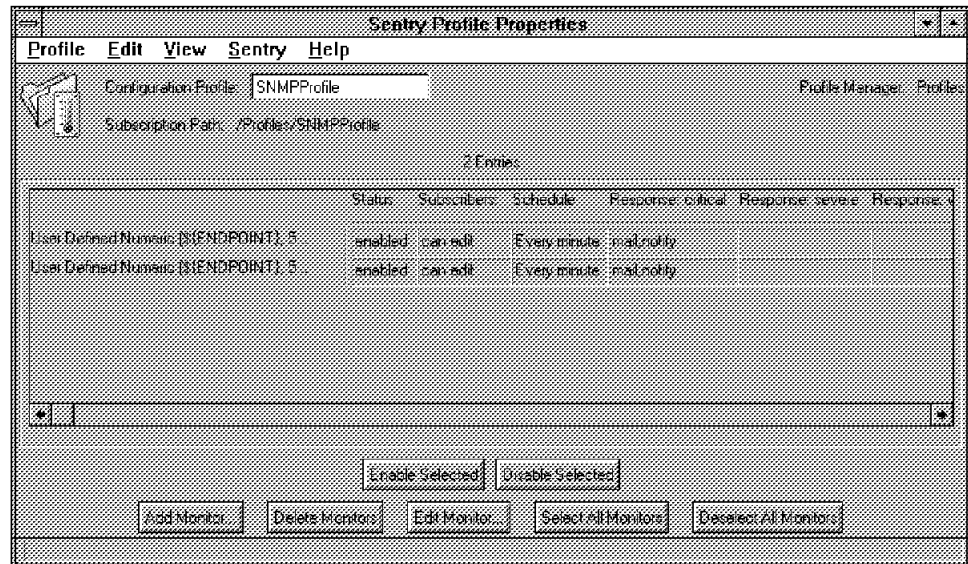 Sentry Profile Properties
Profile Edit View Sentry Help
Configuration Profile: SNMPProfile Profile Manager: Profiles
Subscription Path: /Profiles/SNMPProfile
2 Entries
Status Subscribers: Schedule Response: critical Response: severe Response:
User Defined Numeric [$(ENDPOINT), 5... enabled can edit Every minute mail,notify
User Defined Numeric [$(ENDPOINT), 5... enabled can edit Every minute mail,notify
Enable Selected Disable Selected
Add Monitor... Delete Monitors Edit Monitor... Select All Monitors Deselect All Monitors